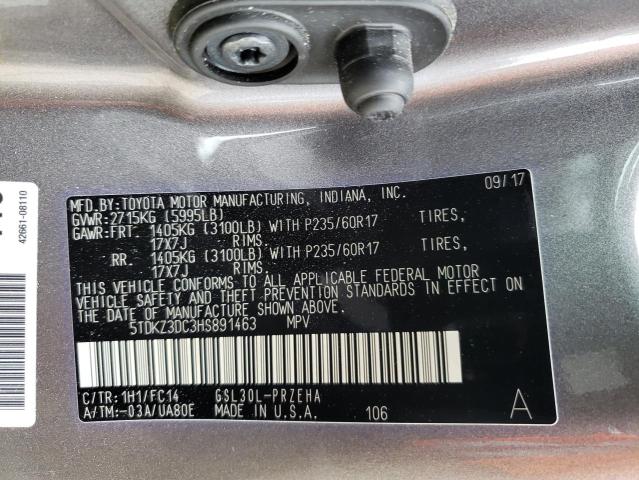 42661-08110
09/17
MFD.BY:TOYOTA MOTOR MANUFACTURING, INDIANA, INC.
GVWR:2715KG (5995LB)
GAWR:FRT. 1405KG (3100LB) WITH P235/60R17 TIRES,
17X7J RIMS.
RR. 1405KG (3100LB) WITH P235/60R17 TIRES,
17X7J RIMS.
THIS VEHICLE CONFORMS TO ALL APPLICABLE FEDERAL MOTOR
VEHICLE SAFETY AND THEFT PREVENTION STANDARDS IN EFFECT ON
THE DATE OF MANUFACTURE SHOWN ABOVE.
5TDKZ3DC3HS891463 MPV
C/TR:1H1/FC14 GSL30L-PRZEHA
A/TM:-03A/UA80E MADE IN U.S.A. 106 A